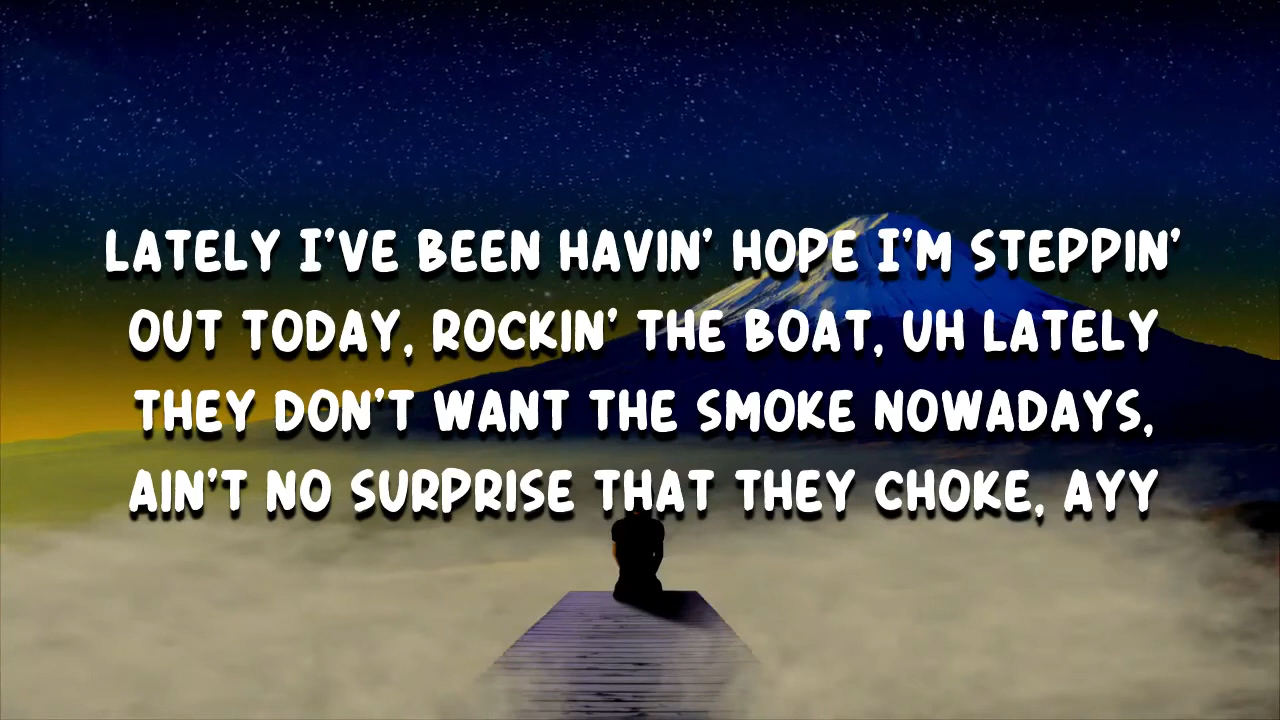 LATELY I'VE BEEN HAVIN' HOPE I'M STEPPIN'
OUT TODAY, ROCKIN' THE BOAT, UH LATELY
THEY DON'T WANT THE SMOKE NOWADAYS,
AIN'T NO SURPRISE THAT THEY CHOKE, AYY